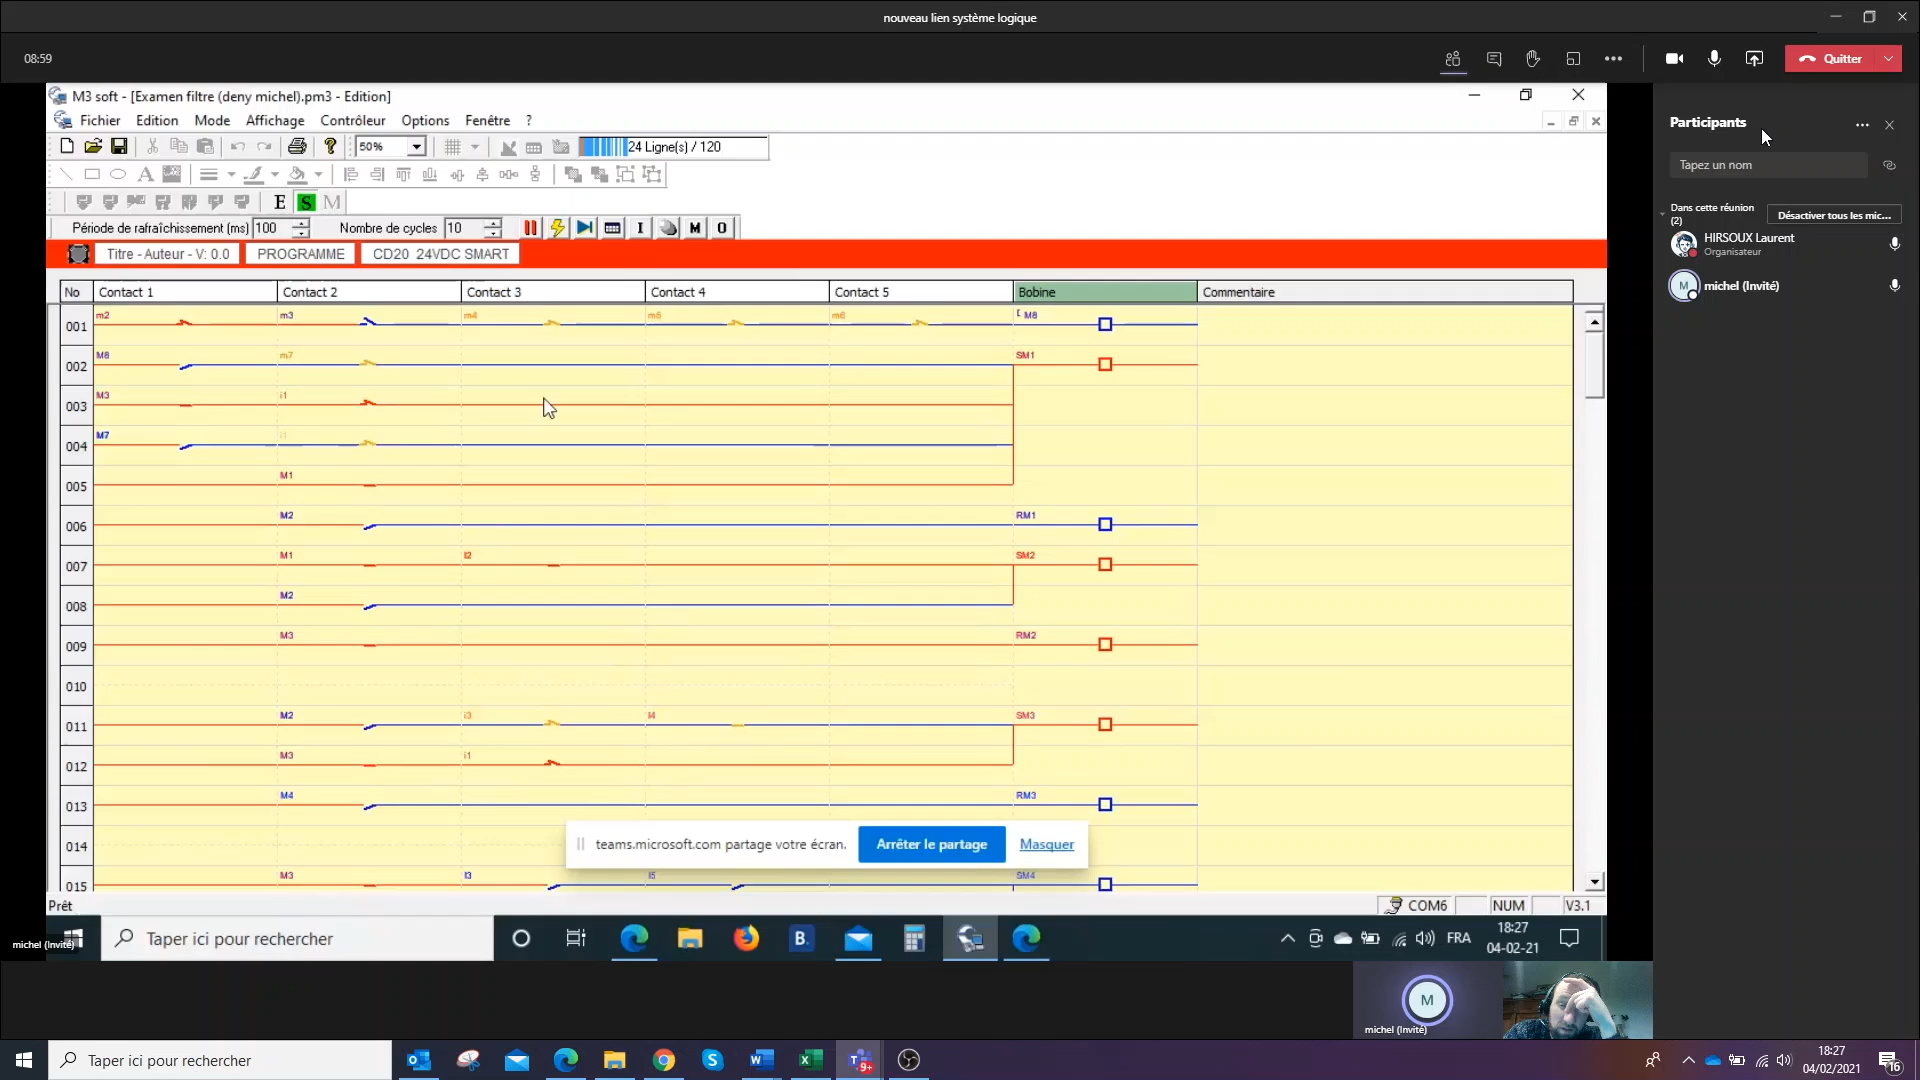 nouveau lien système logique
08:59
Quitter
M3 soft - [Examen filtre (deny michel).pm3 - Edition]
Fichier Edition Mode Affichage Contrôleur Options Fenêtre ?
50%
24 Ligne(s) / 120
E S M
Période de rafraîchissement (ms) 100 Nombre de cycles 10 I M O
Titre - Auteur - V: 0.0 PROGRAMME CD20 24VDC SMART
No Contact 1 Contact 2 Contact 3 Contact 4 Contact 5 Bobine Commentaire
001 m2 m3 m4 m5 m6 [ M8
002 M8 m7 SM1
003 M3 i1
004 M7
005 M1
006 M2 RM1
007 M1 I2 SM2
008 M2
009 M3 RM2
010
011 M2 i3 I4 SM3
012 M3 i1
013 M4 RM3
014
015 M3 I3 I5 SM4
teams.microsoft.com partage votre écran. Arrêter le partage Masquer
Prêt
COM6 NUM V3.1
michel (Invité)
Taper ici pour rechercher
B.
FRA
18:27
04-02-21
Participants
Tapez un nom
Dans cette réunion
(2)
Désactiver tous les mic...
HIRSOUX Laurent
Organisateur
M
michel (Invité)
M
michel (Invité)
Taper ici pour rechercher
9+
18:27
04/02/2021
16